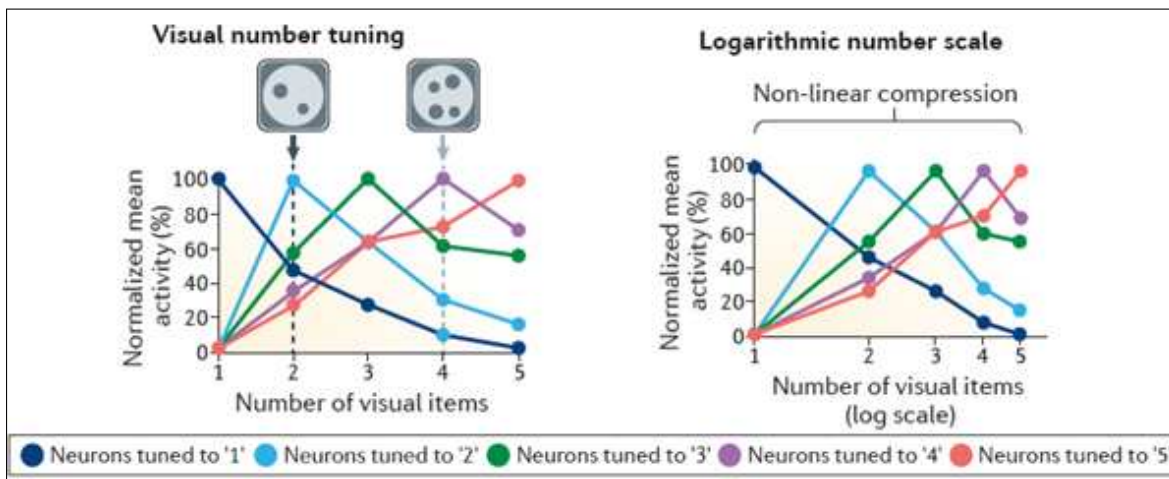 Visual number tuning
Normalized mean
activity (%)
100
80
60
40
20
0
1 2 3 4 5
Number of visual items
Logarithmic number scale
Non-linear compression
Normalized mean
activity (%)
100
80
60
40
20
0
1 2 3 4 5
Number of visual items
(log scale)
Neurons tuned to '1' Neurons tuned to '2' Neurons tuned to '3' Neurons tuned to '4' Neurons tuned to '5